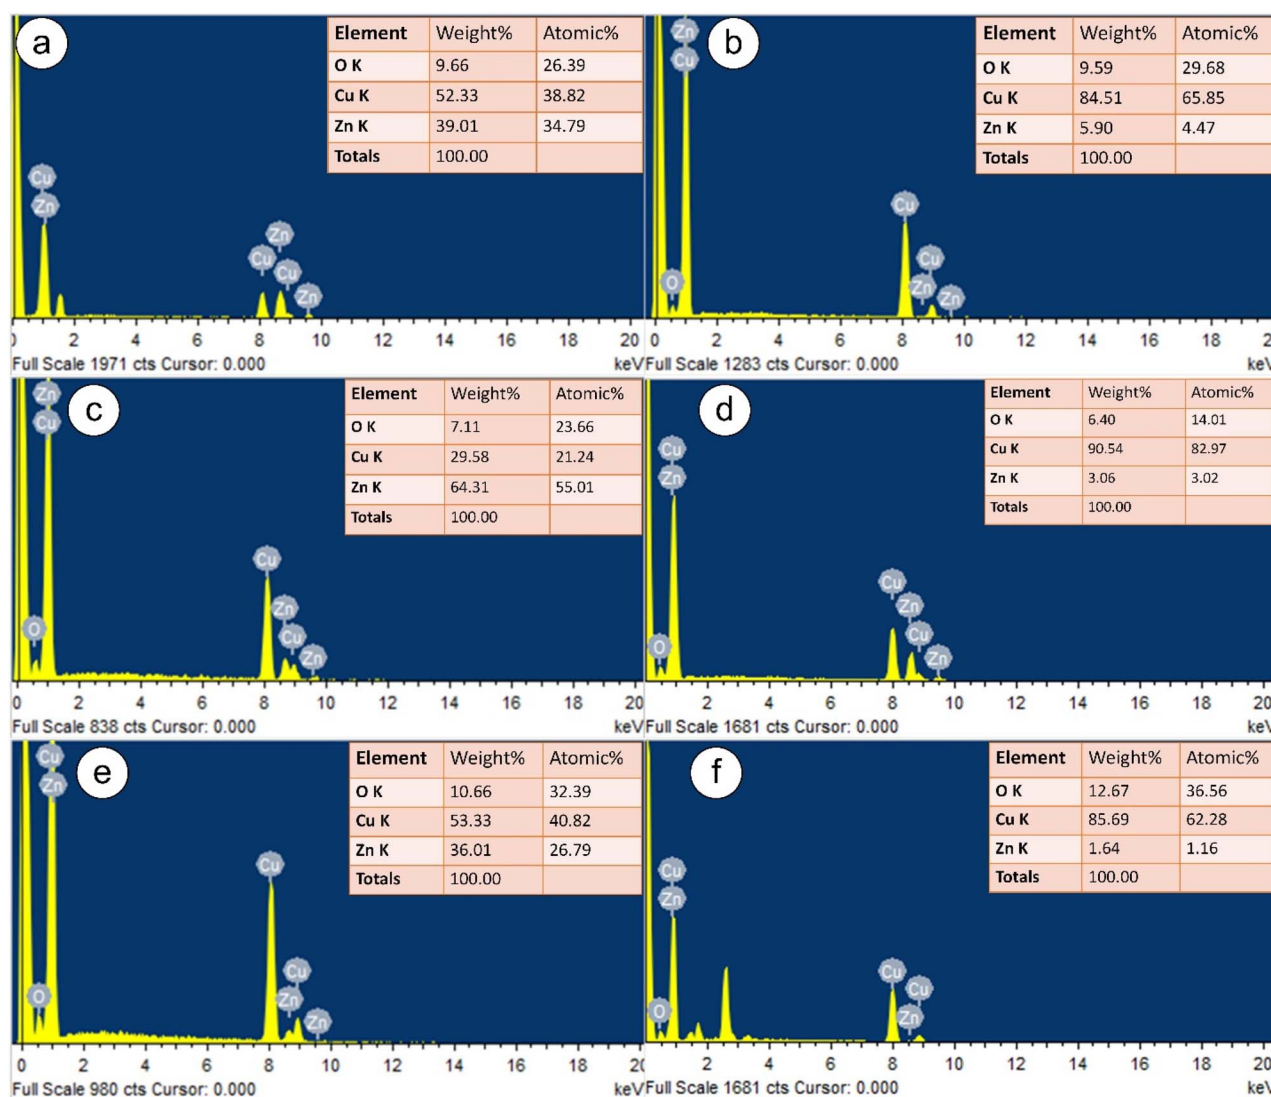 a
Element Weight% Atomic%
O K 9.66 26.39
Cu K 52.33 38.82
Zn K 39.01 34.79
Totals 100.00
Cu
Zn
Zn
Cu
Cu
Zn
0 2 4 6 8 10 12 14 16 18 20
Full Scale 1971 cts Cursor: 0.000 keV
b
Element Weight% Atomic%
O K 9.59 29.68
Cu K 84.51 65.85
Zn K 5.90 4.47
Totals 100.00
Zn
Cu
O
Cu
Cu
Zn
Zn
0 2 4 6 8 10 12 14 16 18 2
Full Scale 1283 cts Cursor: 0.000 keV
c
Element Weight% Atomic%
O K 7.11 23.66
Cu K 29.58 21.24
Zn K 64.31 55.01
Totals 100.00
Zn
Cu
O
Cu
Zn
Cu
Zn
0 2 4 6 8 10 12 14 16 18 20
Full Scale 838 cts Cursor: 0.000 keV
d
Element Weight% Atomic%
O K 6.40 14.01
Cu K 90.54 82.97
Zn K 3.06 3.02
Totals 100.00
Cu
Zn
O
Cu
Zn
Cu
Zn
2 4 6 8 10 12 14 16 18 20
Full Scale 1681 cts Cursor: 0.000 keV
e
Element Weight% Atomic%
O K 10.66 32.39
Cu K 53.33 40.82
Zn K 36.01 26.79
Totals 100.00
Cu
Zn
O
Cu
Cu
Zn
Zn
0 2 4 6 8 10 12 14 16 18 20
Full Scale 980 cts Cursor: 0.000 keV
f
Element Weight% Atomic%
O K 12.67 36.56
Cu K 85.69 62.28
Zn K 1.64 1.16
Totals 100.00
Cu
Zn
O
Cu
Cu
Zn
2 4 6 8 10 12 14 16 18 20
Full Scale 1681 cts Cursor: 0.000 keV